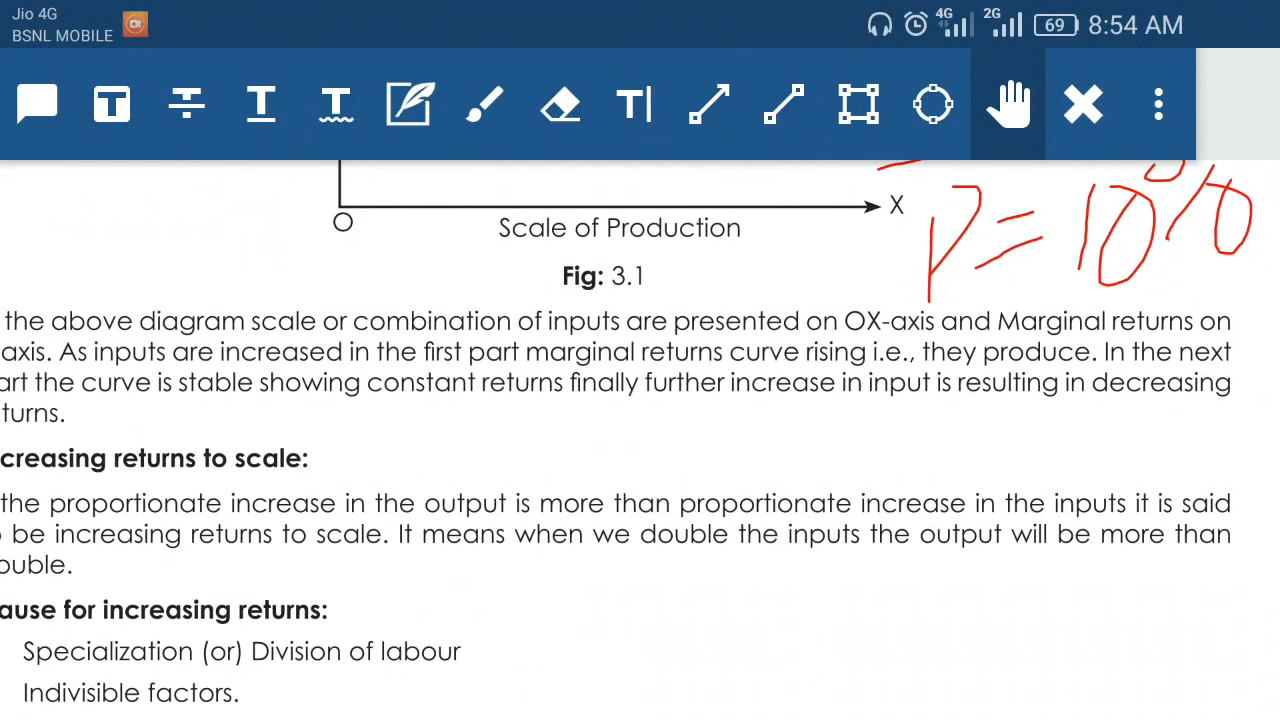 Jio 4G
BSNL MOBILE
4G 2G 69 8:54 AM
T T T T T|
X
O
Scale of Production
P = 10%
Fig: 3.1
the above diagram scale or combination of inputs are presented on OX-axis and Marginal returns on
axis. As inputs are increased in the first part marginal returns curve rising i.e., they produce. In the next
art the curve is stable showing constant returns finally further increase in input is resulting in decreasing
turns.
creasing returns to scale:
the proportionate increase in the output is more than proportionate increase in the inputs it is said
o be increasing returns to scale. It means when we double the inputs the output will be more than
ouble.
ause for increasing returns:
Specialization (or) Division of labour
Indivisible factors.